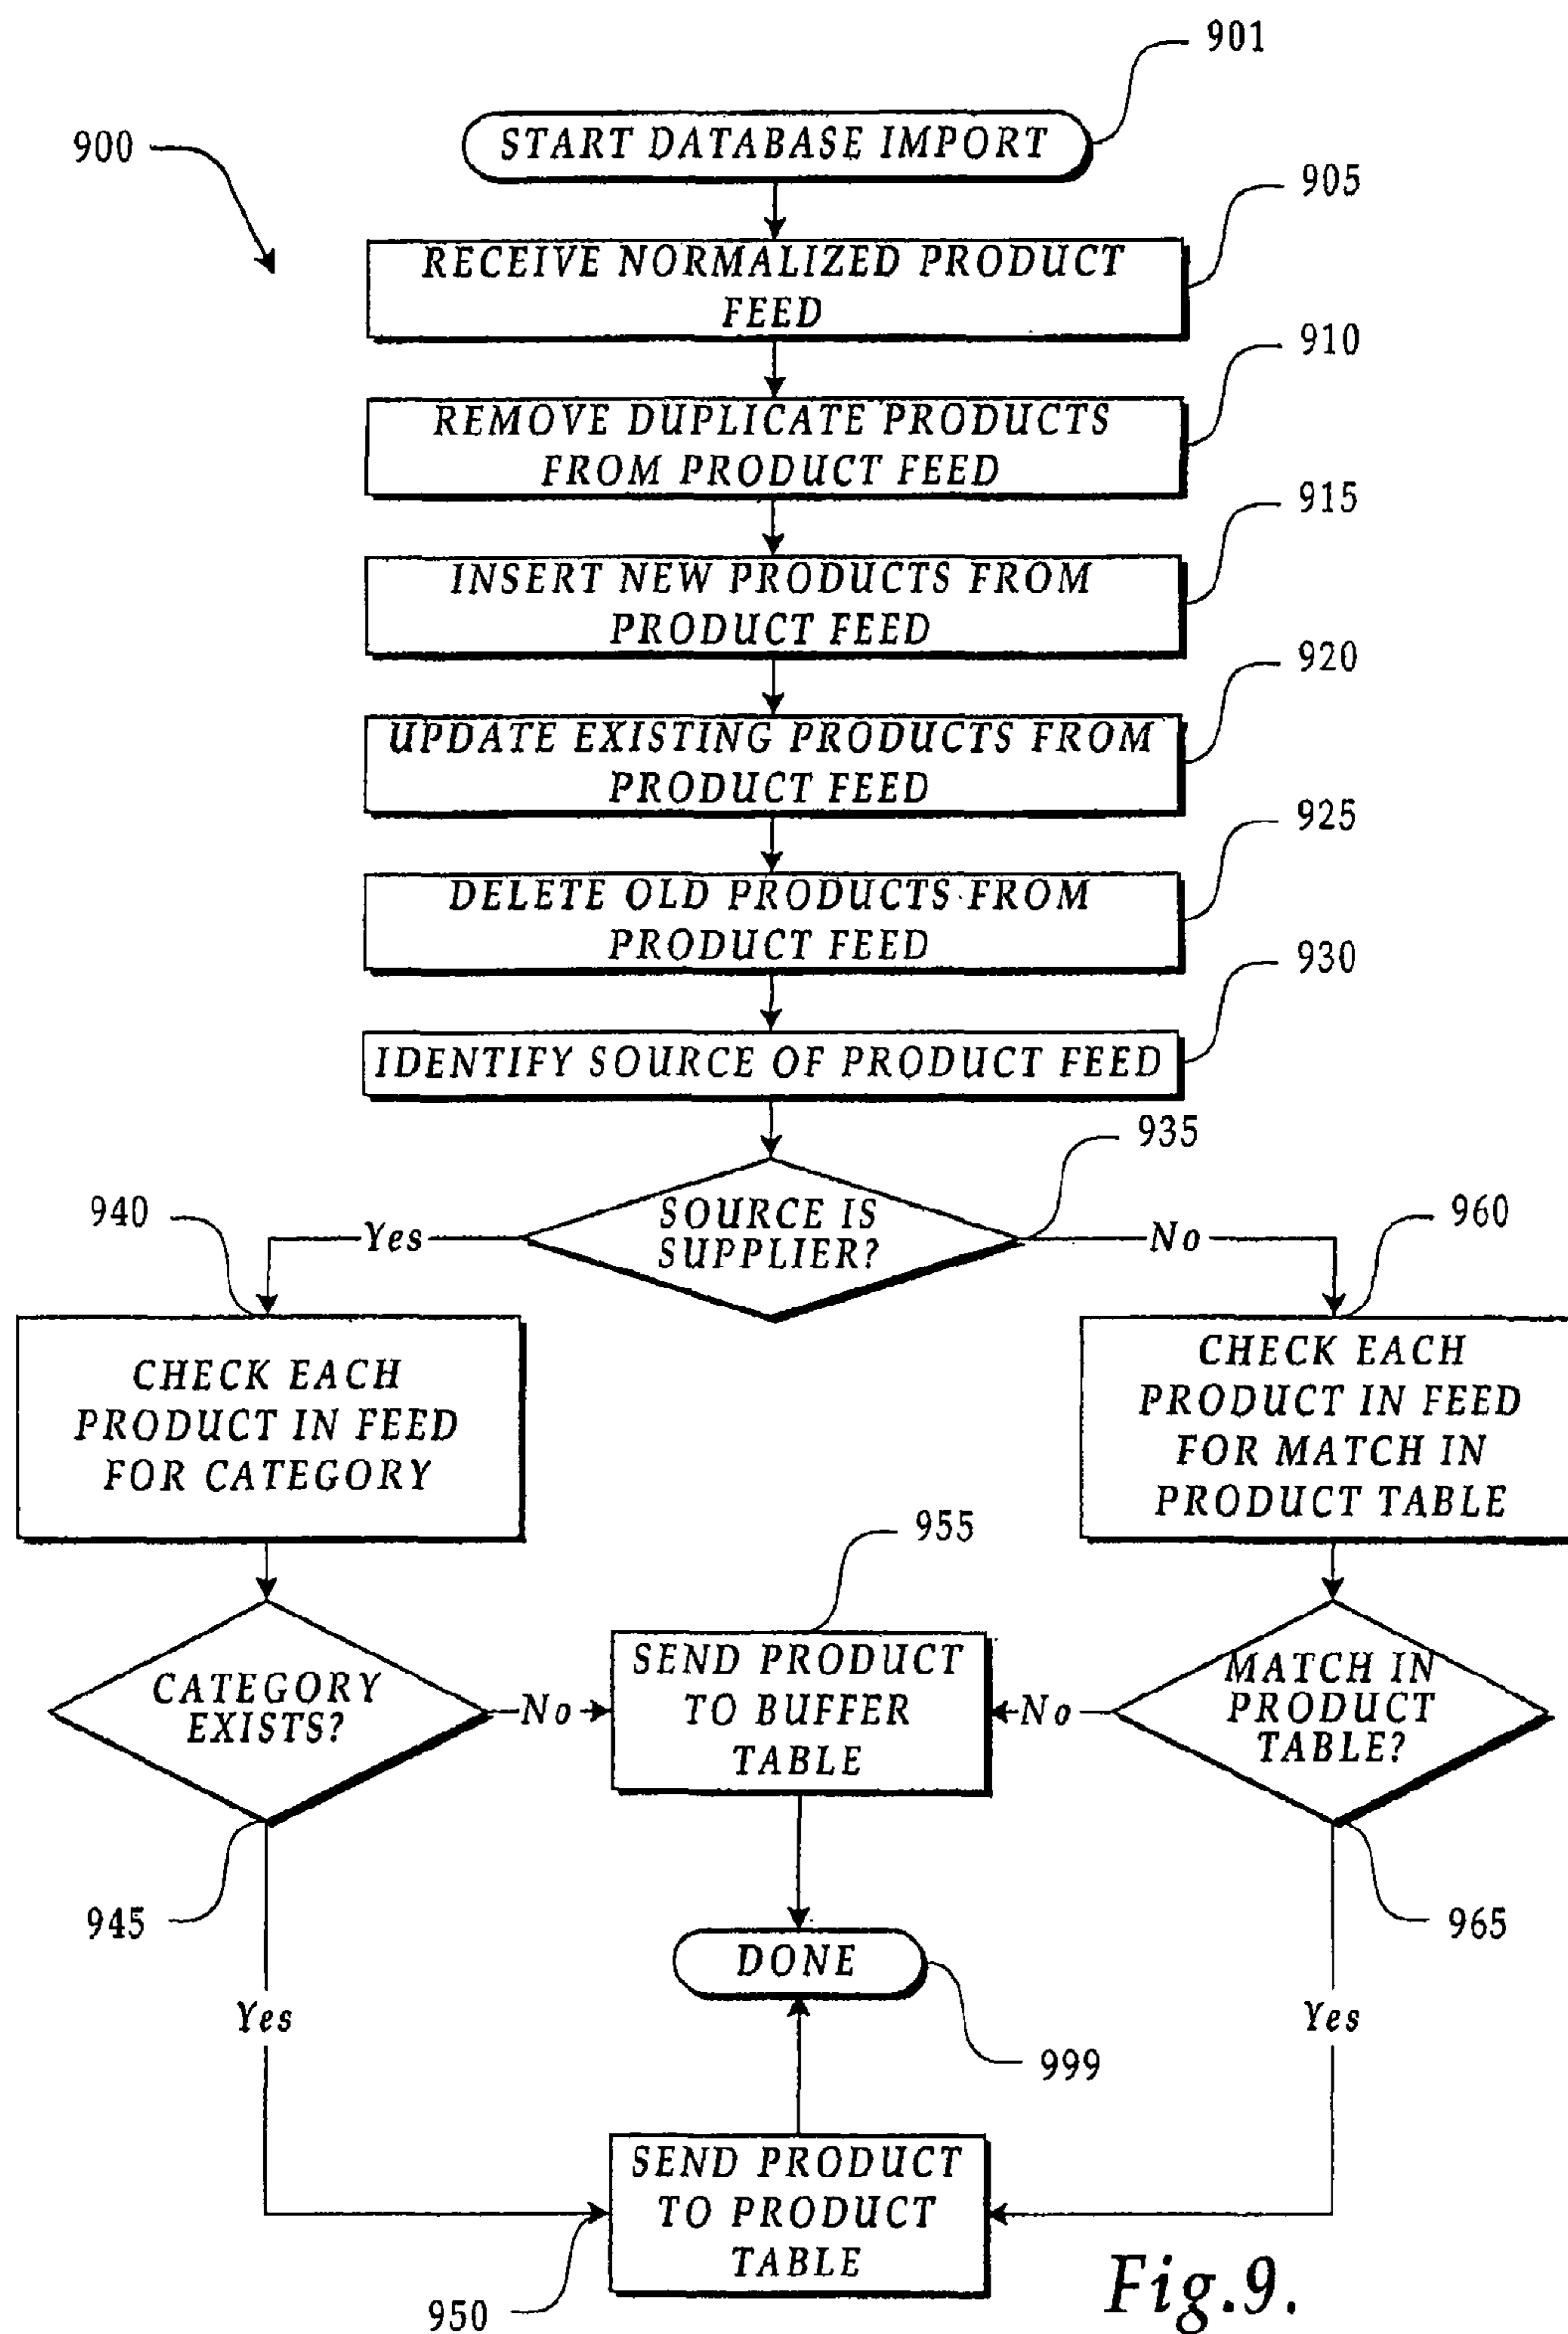 901
900
START DATABASE IMPORT
905
RECEIVE NORMALIZED PRODUCT
FEED
910
REMOVE DUPLICATE PRODUCTS
FROM PRODUCT FEED
915
INSERT NEW PRODUCTS FROM
PRODUCT FEED
920
UPDATE EXISTING PRODUCTS FROM
PRODUCT FEED
925
DELETE OLD PRODUCTS FROM
PRODUCT FEED
930
IDENTIFY SOURCE OF PRODUCT FEED
935
SOURCE IS
SUPPLIER?
Yes
No
940
960
CHECK EACH
PRODUCT IN FEED
FOR CATEGORY
CHECK EACH
PRODUCT IN FEED
FOR MATCH IN
PRODUCT TABLE
955
CATEGORY
EXISTS?
No
SEND PRODUCT
TO BUFFER
TABLE
No
MATCH IN
PRODUCT
TABLE?
945
965
DONE
999
Yes
Yes
SEND PRODUCT
TO PRODUCT
TABLE
950
Fig.9.